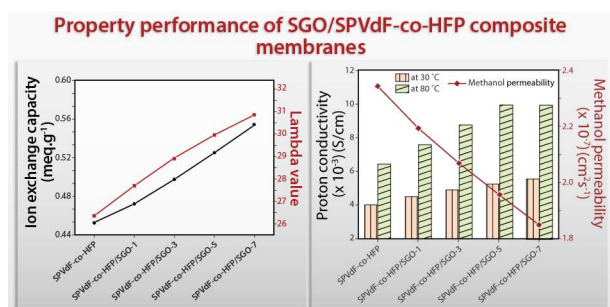 Property performance of SGO/SPVdF-co-HFP composite
membranes
Ion exchange capacity
(meq.g⁻¹)
0.60
0.56
0.52
0.48
0.44
32
31
30
29
28
27
26
Lambda value
SPVdF-co-HFP
SPVdF-co-HFP/SGO-1
SPVdF-co-HFP/SGO-3
SPVdF-co-HFP/SGO-5
SPVdF-co-HFP/SGO-7
Proton conductivity
(x 10⁻³) (S/cm)
12
10
8
6
4
2
at 30 °C
at 80 °C
Methanol permeability
2.4
2.2
2.0
1.8
Methanol permeability
(x 10⁻⁷) (cm²s⁻¹)
SPVdF-co-HFP
SPVdF-co-HFP/SGO-1
SPVdF-co-HFP/SGO-3
SPVdF-co-HFP/SGO-5
SPVdF-co-HFP/SGO-7